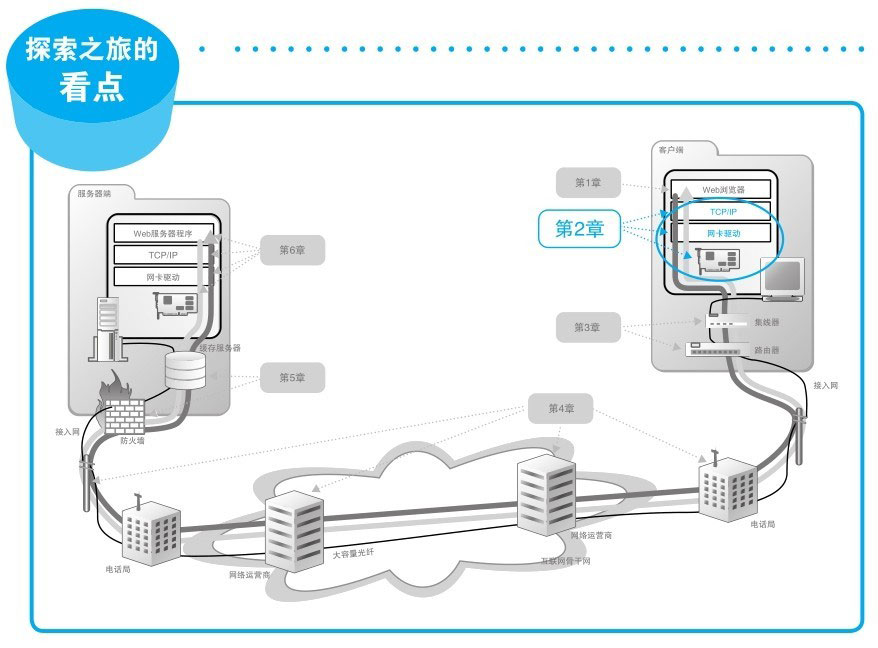 探索之旅的
看点
客户端
第1章
Web浏览器
TCP/IP
第2章
网卡驱动
服务器端
Web服务器程序
TCP/IP
第6章
网卡驱动
第3章
集线器
缓存服务器
路由器
第5章
接入网
第4章
接入网
防火墙
电话局
网络运营商
大容量光纤
互联网骨干网
电话局
网络运营商